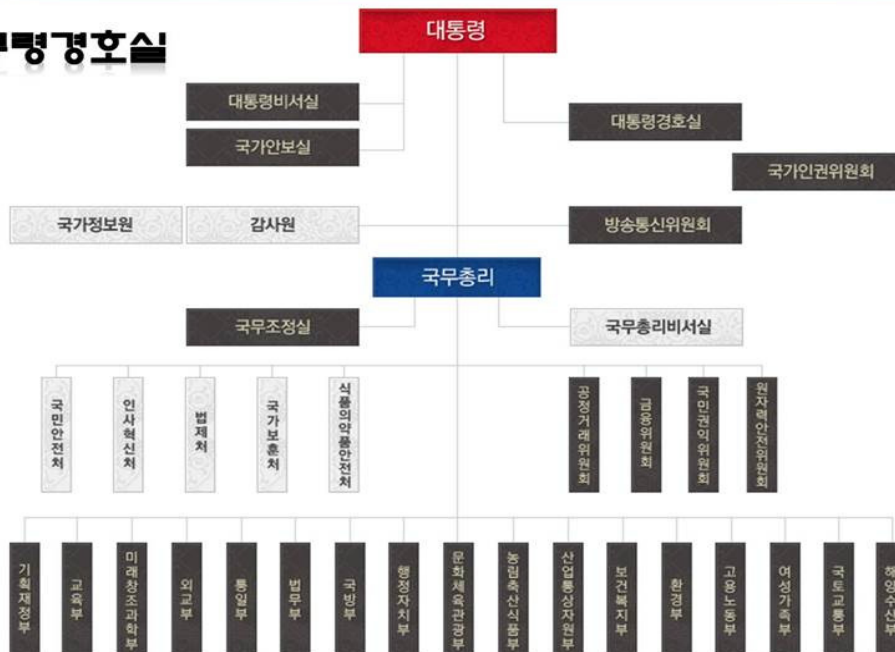 대통령
령경호실
대통령비서실
대통령경호실
국가안보실
국가인권위원회
국가정보원
감사원
방송통신위원회
국무총리
국무조정실
국무총리비서실
국민안전처
인사혁신처
법제처
국가보훈처
식품의약품안전처
공정거래위원회
금융위원회
국민권익위원회
원자력안전위원회
기획재정부
교육부
미래창조과학부
외교부
통일부
법무부
국방부
행정자치부
문화체육관광부
농림축산식품부
산업통상자원부
보건복지부
환경부
고용노동부
여성가족부
국토교통부
해양수산부